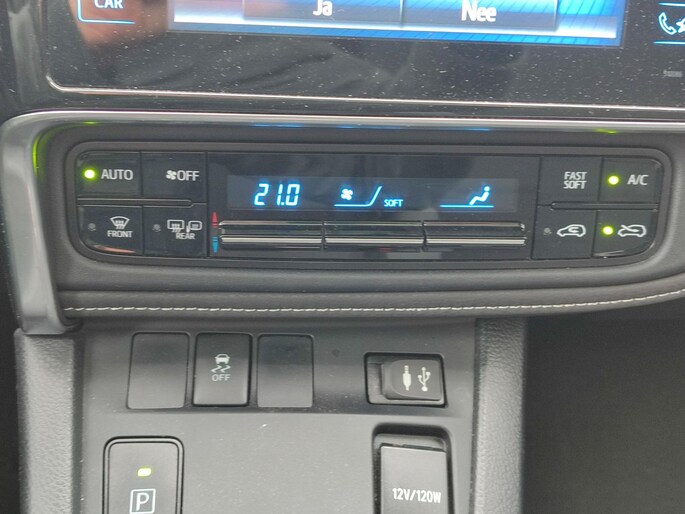 CAR
Ja
Nee
AUTO
OFF
21.0
SOFT
FAST
SOFT
A/C
FRONT
REAR
OFF
P
12V/120W